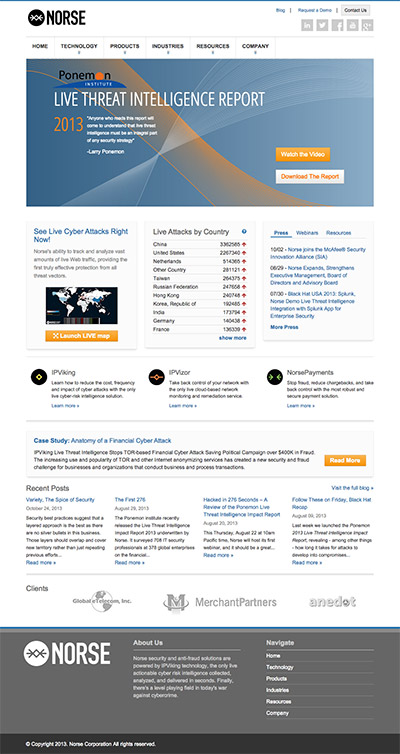 NORSE
Blog | Request a Demo | Contact Us
HOME TECHNOLOGY PRODUCTS INDUSTRIES RESOURCES COMPANY
Ponemon
INSTITUTE
LIVE THREAT INTELLIGENCE REPORT
2013
"Anyone who reads this report will
come to understand that live threat
intelligence must be an integral part
of any security strategy"
-Larry Ponemon
Watch the Video
Download The Report
See Live Cyber Attacks Right
Now!
Norse's ability to track and analyze vast
amounts of live Web traffic, providing the
first truly effective protection from all
threat vectors.
NORSE
Launch LIVE map
Live Attacks by Country
China 3362585
United States 2267340
Netherlands 514365
Other Country 281121
Taiwan 264375
Russian Federation 247658
Hong Kong 240748
Korea, Republic of 192485
India 173794
Germany 140438
France 136339
show more
Press Webinars Resources
10/02 - Norse joins the McAfee® Security
Innovation Alliance (SIA)
08/29 - Norse Expands, Strengthens
Executive Management, Board of
Directors and Advisory Board
07/30 - Black Hat USA 2013: Splunk,
Norse Demo Live Threat Intelligence
Integration with Splunk App for
Enterprise Security
More Press
IPViking
Learn how to reduce the cost, frequency
and impact of cyber attacks with the only
live cyber-risk intelligence solution.
Learn more »
IPVizor
Take back control of your network with
the only live cloud-based network
monitoring and remediation service.
Learn more »
NorsePayments
Stop fraud, reduce chargebacks, and take
back control with the most robust and
secure payment solution.
Learn more »
Case Study: Anatomy of a Financial Cyber Attack
IPViking Live Threat Intelligence Stops TOR-based Financial Cyber Attack Saving Political Campaign over $400K in Fraud.
The increasing use and popularity of TOR and other internet anonymizing services has created a new security and fraud
challenge for businesses and organizations that conduct business and process transactions.
Read More
Recent Posts
Visit the full blog »
Variety, The Spice of Security
October 24, 2013
Security best practices suggest that a
layered approach is the best as there
are no silver bullets in this business.
Those layers should overlap and cover
new territory rather than just repeating
previous efforts...
Read more »
The First 276
August 29, 2013
The Ponemon Institute recently
released the Live Threat Intelligence
Impact Report 2013 underwritten by
Norse. It surveyed 708 IT security
professionals at 378 global enterprises
on the financial...
Read more »
Hacked in 276 Seconds – A
Review of the Ponemon Live
Threat Intelligence Impact Report
August 20, 2013
This Thursday, August 22 at 10am
Pacific time, Norse will host its first
webinar, and it should be a great...
Read more »
Follow These on Friday, Black Hat
Recap
August 09, 2013
Last week we launched the Ponemon
2013 Live Threat Intelligence Impact
Report, revealing - among other things
- how long it takes for attacks to
develop into compromises...
Read more »
Clients
Global eTelecom, Inc.
MerchantPartners
anedot
NORSE
About Us
Norse security and anti-fraud solutions are
powered by IPViking technology, the only live
actionable cyber risk intelligence collected,
analyzed, and delivered in seconds. Finally,
there's a level playing field in today's war
against cybercrime.
Navigate
Home
Technology
Products
Industries
Resources
Company
© Copyright 2013. Norse Corporation All rights reserved.